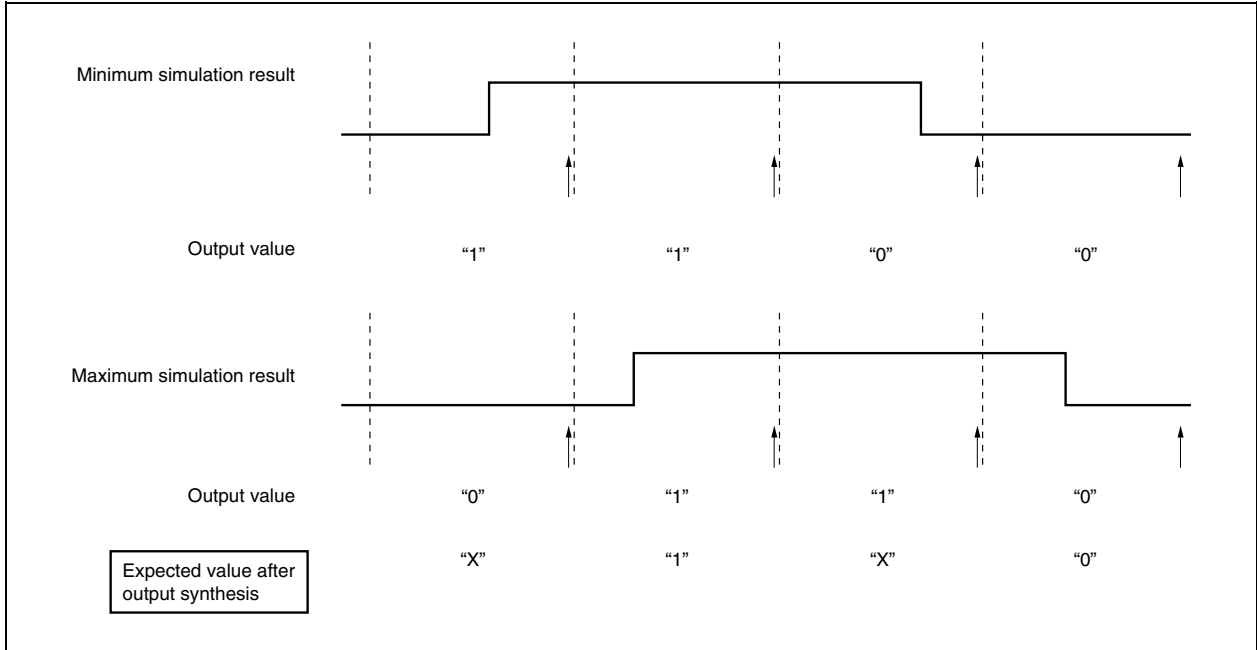 Minimum simulation result
Output value “1” “1” “0” “0”
Maximum simulation result
Output value “0” “1” “1” “0”
“X” “1” “X” “0”
Expected value after
output synthesis